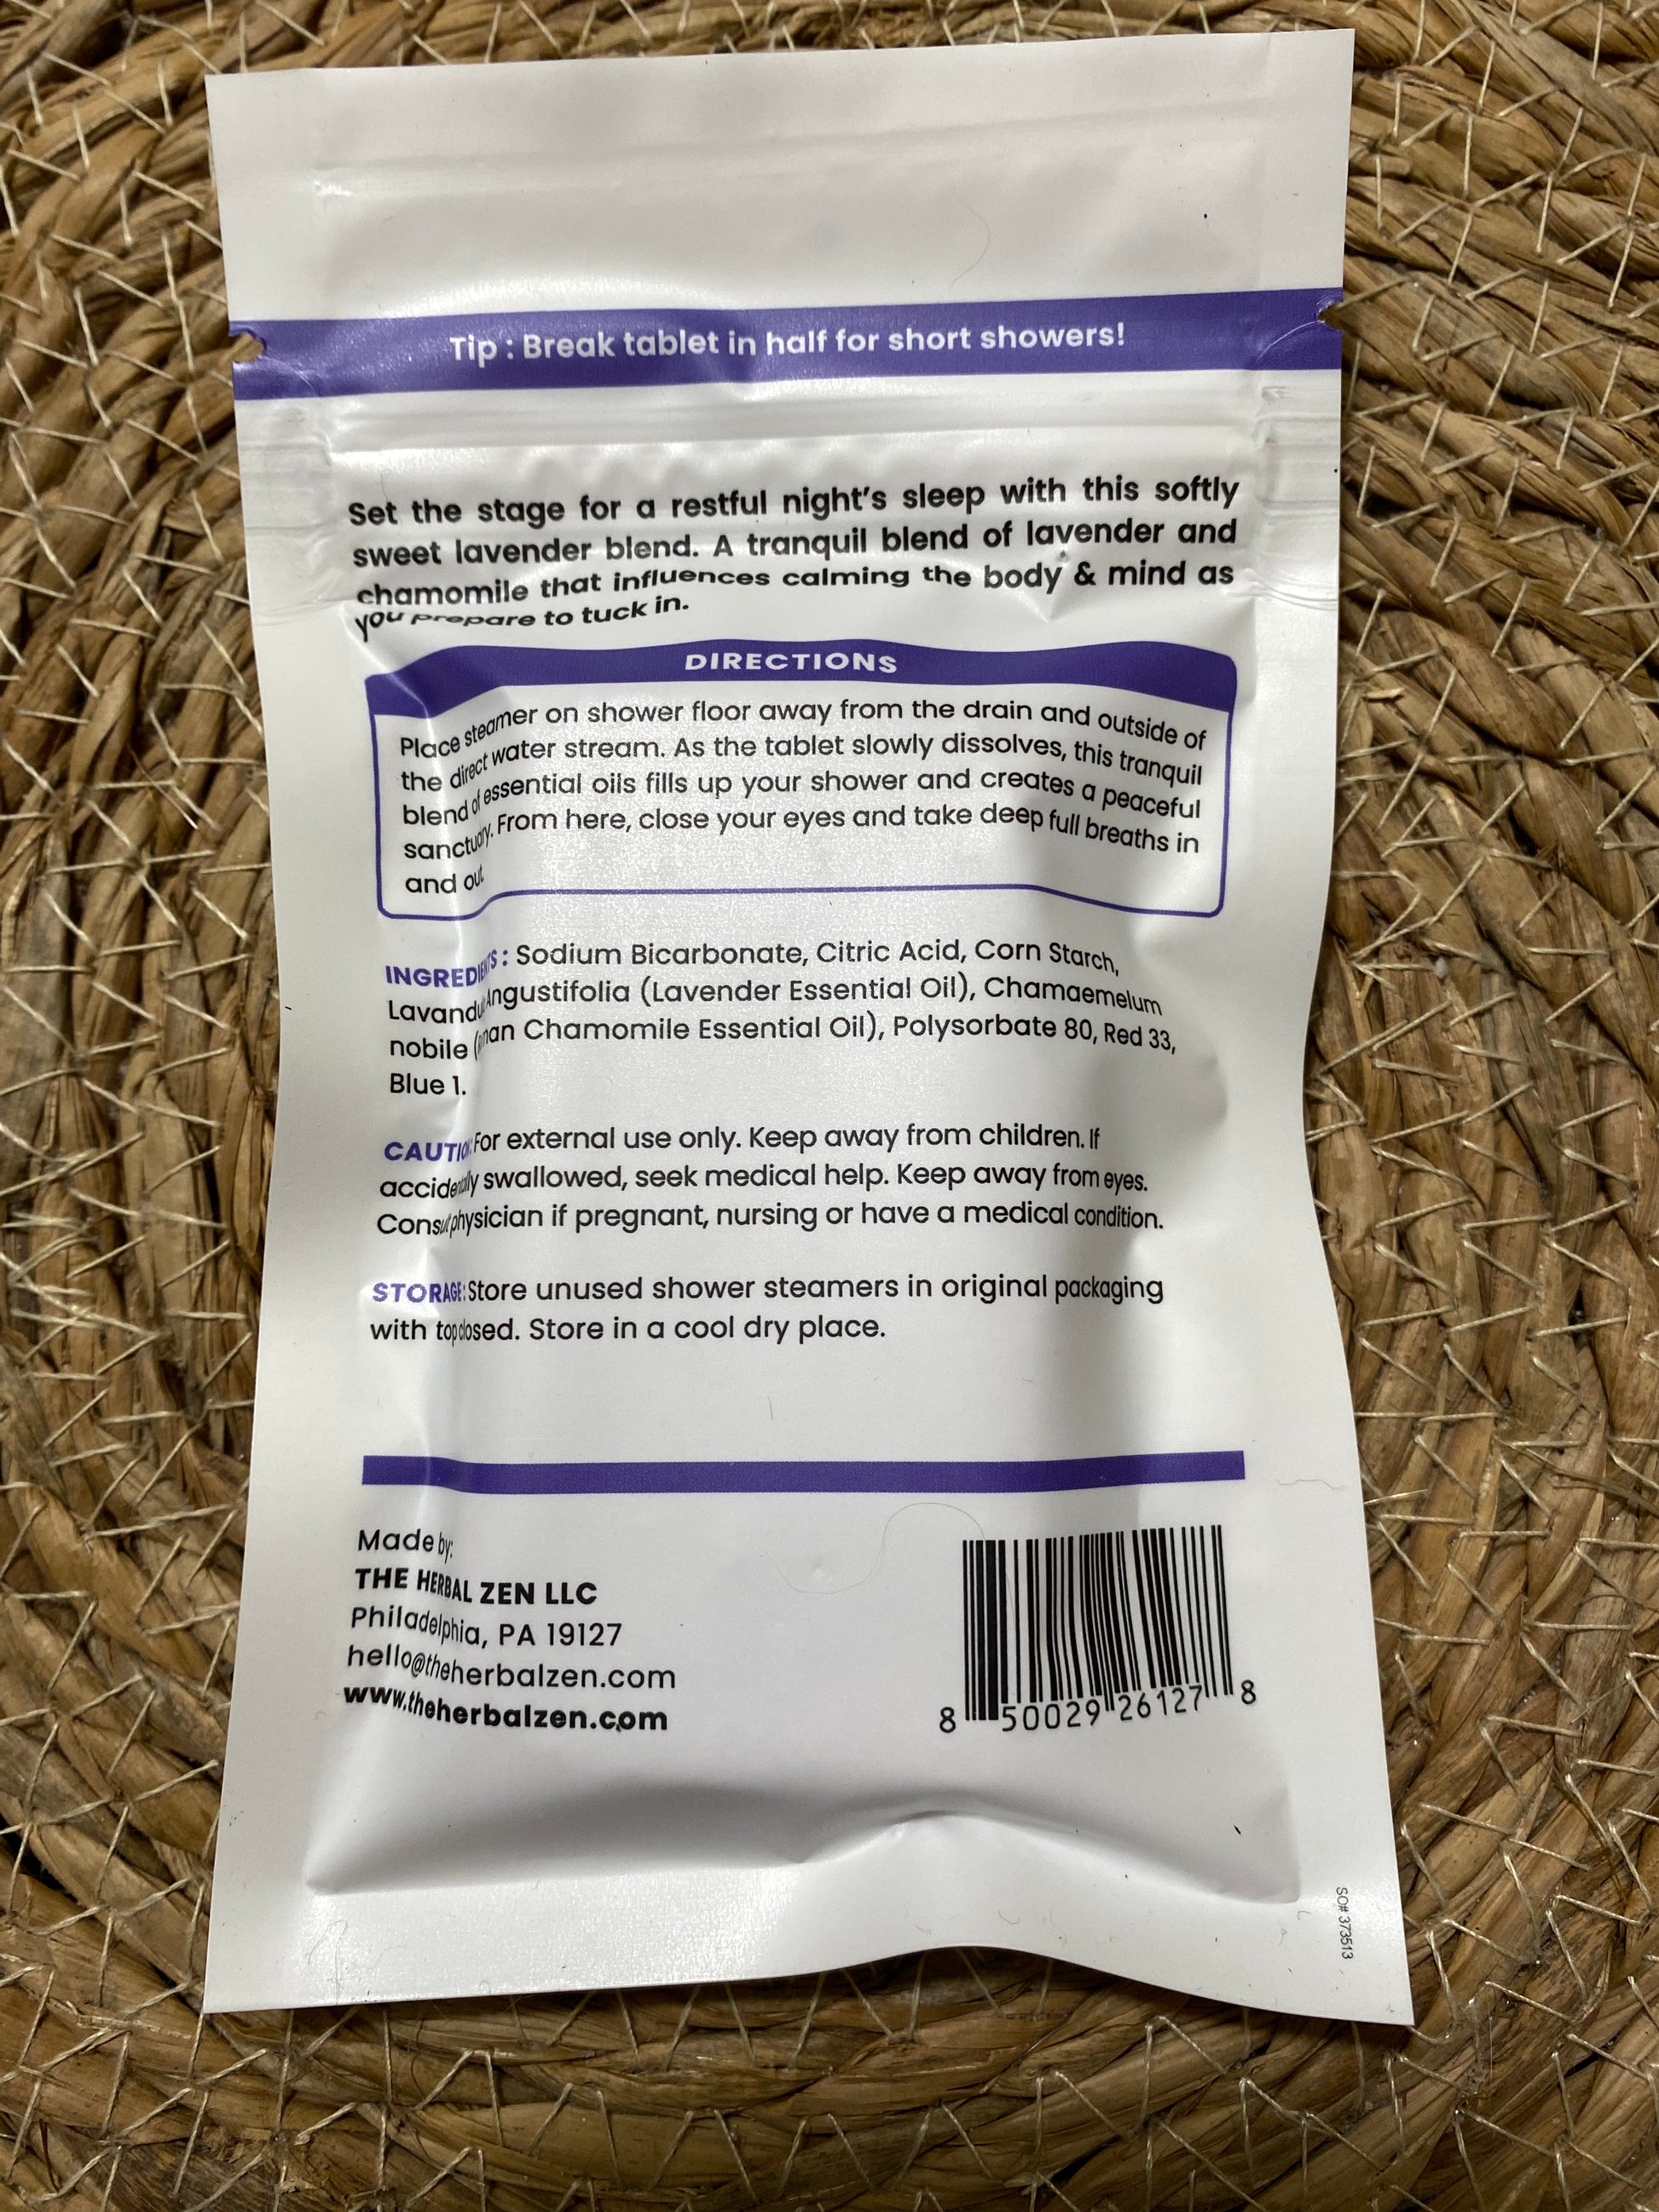 Tip : Break tablet in half for short showers!
Set the stage for a restful night's sleep with this softly
sweet lavender blend. A tranquil blend of lavender and
chamomile that influences calming the body & mind as
you prepare to tuck in.
DIRECTIONS
Place steamer on shower floor away from the drain and outside of
the direct water stream. As the tablet slowly dissolves, this tranquil
blend of essential oils fills up your shower and creates a peaceful
sanctuary. From here, close your eyes and take deep full breaths in
and out
INGREDIENTS : Sodium Bicarbonate, Citric Acid, Corn Starch,
Angustifolia (Lavender Essential Oil), Chamaemelum
nobile Chamomile Essential Oil), Polysorbate 80, Red 33,
Blue 1.
CAUTION: For external use only. Keep away from children. If
accidentally swallowed, seek medical help. Keep away from eyes.
Consult physician if pregnant, nursing or have a medical condition.
STORAGE: Store unused shower steamers in original packaging
with top closed. Store in a cool dry place.
Made by:
THE HERBAL ZEN LLC
Philadelphia, PA 19127
hello@theherbalzen.com
www.theherbalzen.com
8 50029 26127 8
SO# 373513